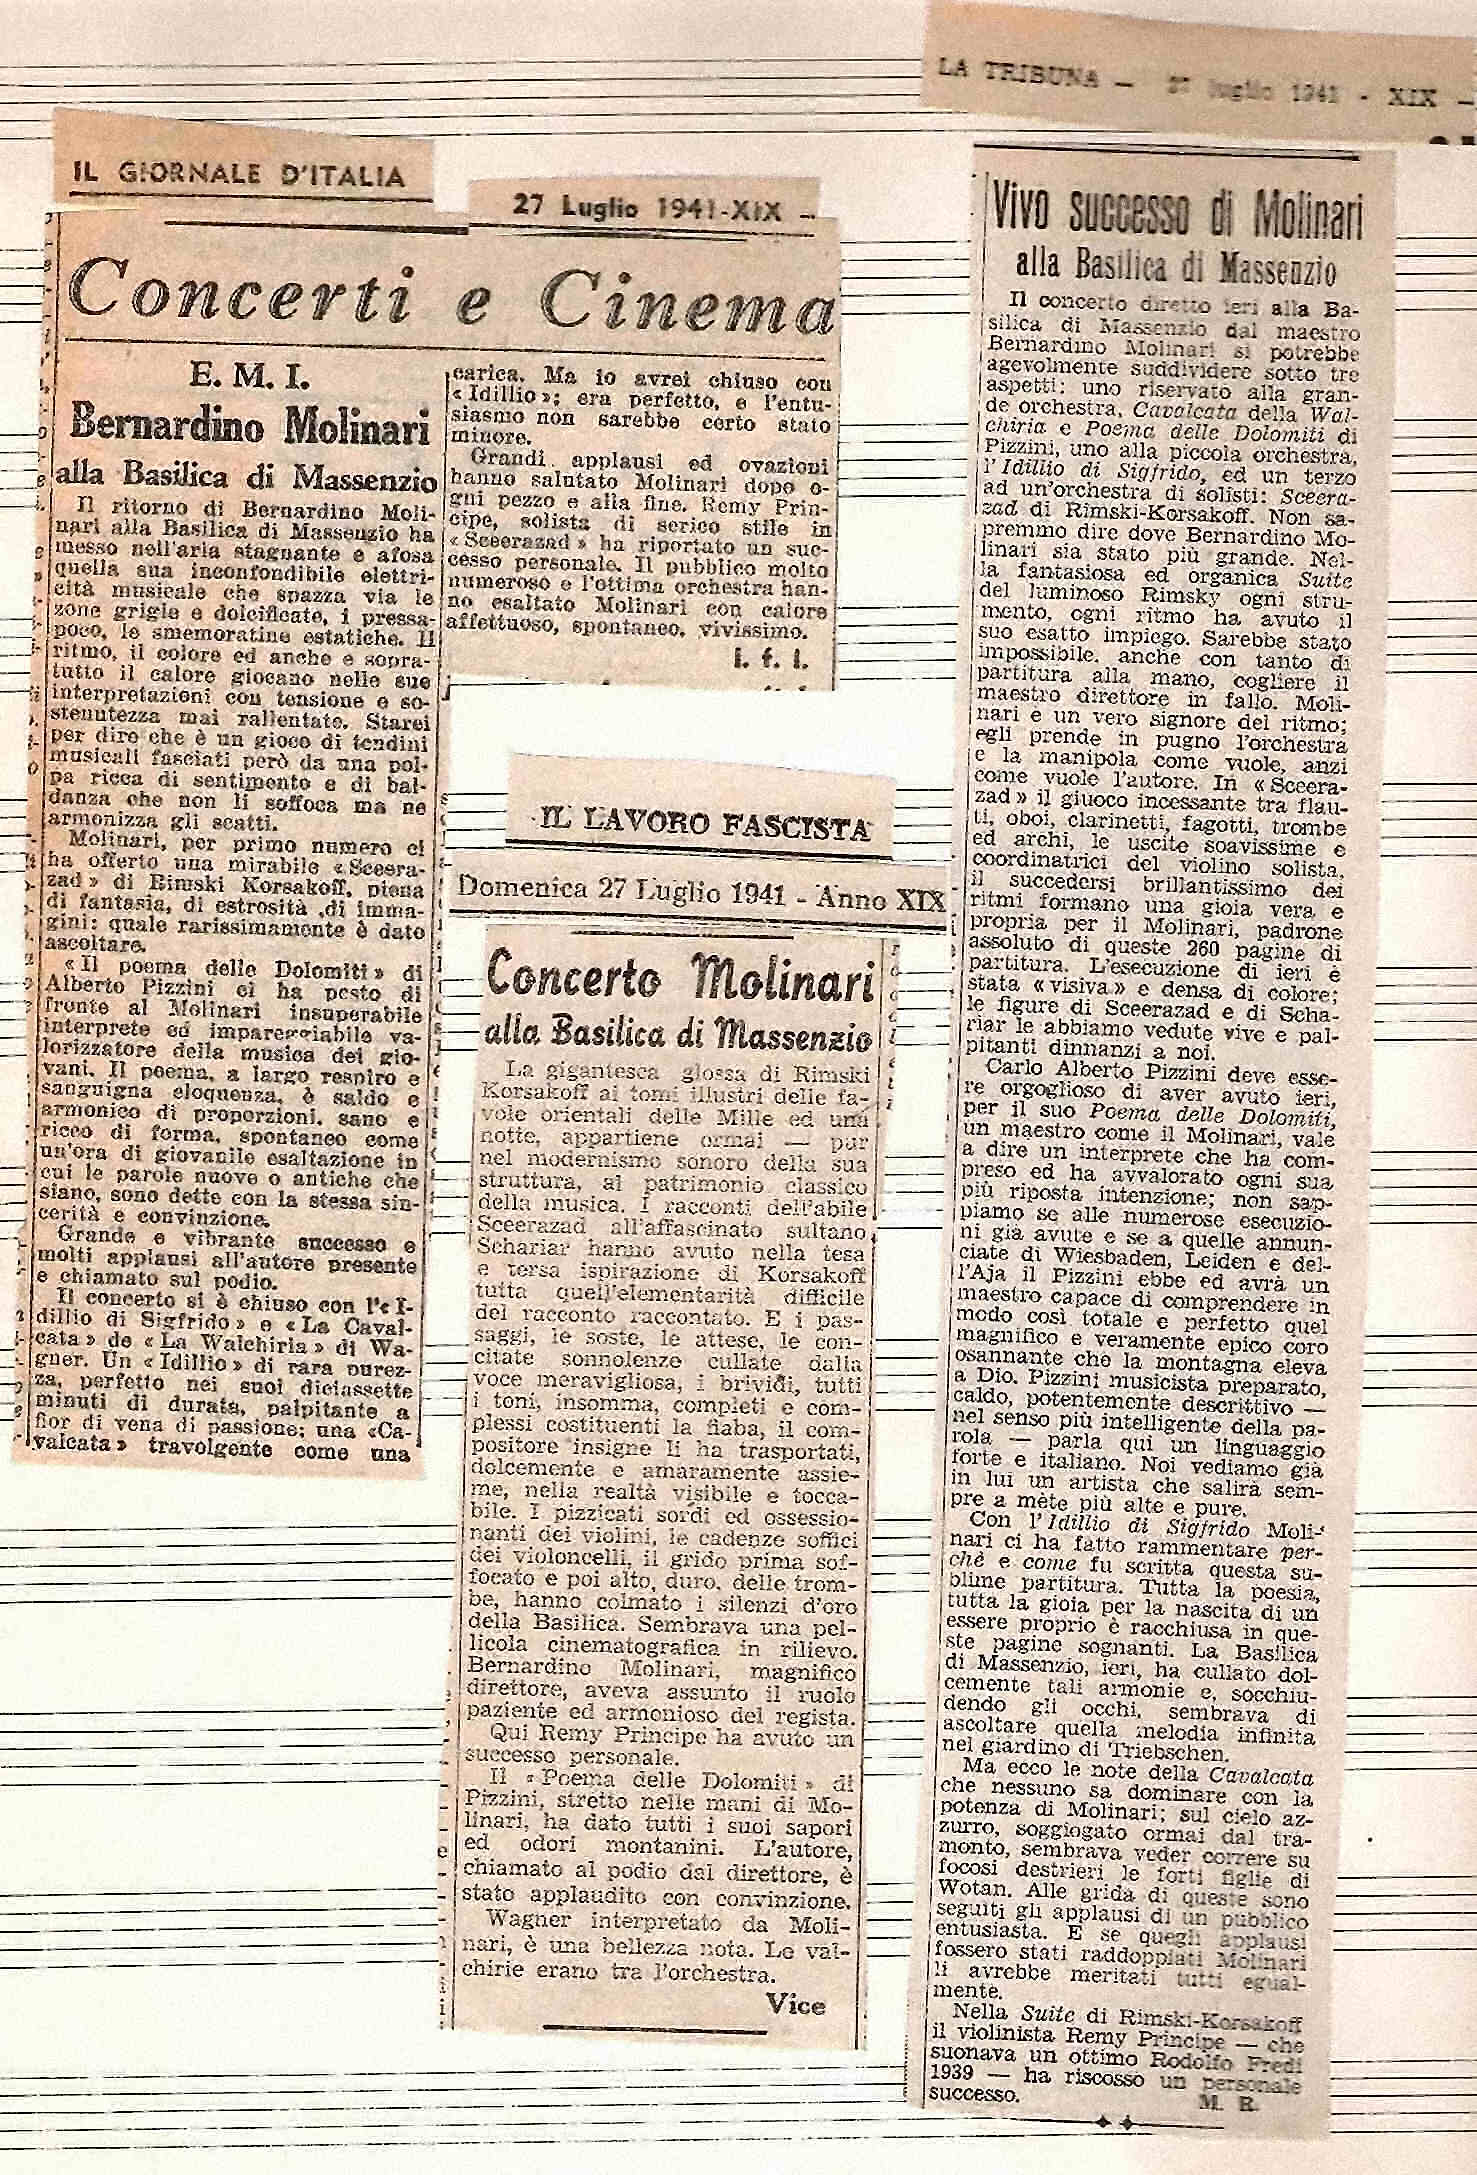 IL GIORNALE D'ITALIA
27 Luglio 1941-XIX -
Concerti e Cinema
E. M. I.
Bernardino Molinari
alla Basilica di Massenzio
Il ritorno di Bernardino Moli-
nari alla Basilica di Massenzio ha
messo nell'aria stagnante e afosa
quella sua inconfondibile elettri-
cità musicale che spazza via le
zone grigie e dolcificate, i pressa-
poco, le smemoratine estatiche. Il
ritmo, il colore ed anche e sopra-
tutto il calore giocano nelle sue
interpretazioni con tensione e so-
stenutezza mai rallentate. Starei
per dire che è un gioco di tendini
musicali fasciati però da una pol-
pa ricca di sentimento e di bal-
danza che non li soffoca ma ne
armonizza gli scatti.
Molinari, per primo numero ci
ha offerto una mirabile «Sceera-
zad» di Rimski Korsakoff, piena
di fantasia, di estrosità ,di imma-
gini: quale rarissimamente è dato
ascoltare.
«Il poema delle Dolomiti» di
Alberto Pizzini ci ha posto di
fronte al Molinari insuperabile
interprete ed impareggiabile va-
lorizzatore della musica dei gio-
vani. Il poema, a largo respiro e
sanguigna eloquenza, è saldo e
armonico di proporzioni, sano e
ricco di forma, spontaneo come
un'ora di giovanile esaltazione in
cui le parole nuove o antiche che
siano, sono dette con la stessa sin-
cerità e convinzione.
Grande e vibrante successo e
molti applausi all'autore presente
e chiamato sul podio.
Il concerto si è chiuso con l'«I-
dillio di Sigfrido» e «La Caval-
cata» de «La Walchiria» di Wa-
gner. Un «Idillio» di rara purez-
za, perfetto nei suoi diciassette
minuti di durata, palpitante a
fior di vena di passione; una «Ca-
valcata» travolgente come una
carica. Ma io avrei chiuso con
«Idillio»; era perfetto, e l'entu-
siasmo non sarebbe certo stato
minore.
Grandi applausi ed ovazioni
hanno salutato Molinari dopo o-
gni pezzo e alla fine. Remy Prin-
cipe, solista di serico stile in
«Sceerazad» ha riportato un suc-
cesso personale. Il pubblico molto
numeroso e l'ottima orchestra han-
no esaltato Molinari con calore
affettuoso, spontaneo, vivissimo.
i. f. l.
IL LAVORO FASCISTA
Domenica 27 Luglio 1941 - Anno XIX
Concerto Molinari
alla Basilica di Massenzio
La gigantesca glossa di Rimski
Korsakoff ai tomi illustri delle fa-
vole orientali delle Mille ed una
notte, appartiene ormai — pur
nel modernismo sonoro della sua
struttura, al patrimonio classico
della musica. I racconti dell'abile
Sceerazad all'affascinato sultano
Schariar hanno avuto nella tesa
e tersa ispirazione di Korsakoff
tutta quell'elementarità difficile
del racconto raccontato. E i pas-
saggi, le soste, le attese, le con-
citate sonnolenze cullate dalla
voce meravigliosa, i brividi, tutti
i toni, insomma, completi e com-
plessi costituenti la fiaba, il com-
positore insigne li ha trasportati,
dolcemente e amaramente assie-
me, nella realtà visibile e tocca-
bile. I pizzicati sordi ed ossessio-
nanti dei violini, le cadenze soffici
dei violoncelli, il grido prima sof-
focato e poi alto, duro, delle trom-
be, hanno colmato i silenzi d'oro
della Basilica. Sembrava una pel-
licola cinematografica in rilievo.
Bernardino Molinari, magnifico
direttore, aveva assunto il ruolo
paziente ed armonioso del regista.
Qui Remy Principe ha avuto un
successo personale.
Il «Poema delle Dolomiti» di
Pizzini, stretto nelle mani di Mo-
linari, ha dato tutti i suoi sapori
ed odori montanini. L'autore,
chiamato al podio dal direttore, è
stato applaudito con convinzione.
Wagner interpretato da Moli-
nari, è una bellezza nota. Le val-
chirie erano tra l'orchestra.
Vice
LA TRIBUNA — 27 luglio 1941 - XIX -
Vivo successo di Molinari
alla Basilica di Massenzio
Il concerto diretto ieri alla Ba-
silica di Massenzio dal maestro
Bernardino Molinari si potrebbe
agevolmente suddividere sotto tre
aspetti: uno riservato alla gran-
de orchestra, Cavalcata della Wal-
chiria e Poema delle Dolomiti di
Pizzini, uno alla piccola orchestra,
l'Idillio di Sigfrido, ed un terzo
ad un'orchestra di solisti: Sceera-
zad di Rimski-Korsakoff. Non sa-
premmo dire dove Bernardino Mo-
linari sia stato più grande. Nel-
la fantasiosa ed organica Suite
del luminoso Rimsky ogni stru-
mento, ogni ritmo ha avuto il
suo esatto impiego. Sarebbe stato
impossibile, anche con tanto di
partitura alla mano, cogliere il
maestro direttore in fallo. Moli-
nari è un vero signore del ritmo;
egli prende in pugno l'orchestra
e la manipola come vuole, anzi
come vuole l'autore. In «Sceera-
zad» il giuoco incessante tra flau-
ti, oboi, clarinetti, fagotti, trombe
ed archi, le uscite soavissime e
coordinatrici del violino solista,
il succedersi brillantissimo dei
ritmi formano una gioia vera e
propria per il Molinari, padrone
assoluto di queste 260 pagine di
partitura. L'esecuzione di ieri è
stata «visiva» e densa di colore;
le figure di Sceerazad e di Scha-
riar le abbiamo vedute vive e pal-
pitanti dinnanzi a noi.
Carlo Alberto Pizzini deve esse-
re orgoglioso di aver avuto ieri,
per il suo Poema delle Dolomiti,
un maestro come il Molinari, vale
a dire un interprete che ha com-
preso ed ha avvalorato ogni sua
più riposta intenzione; non sap-
piamo se alle numerose esecuzio-
ni già avute e se a quelle annun-
ciate di Wiesbaden, Leiden e del-
l'Aja il Pizzini ebbe ed avrà un
maestro capace di comprendere in
modo così totale e perfetto quel
magnifico e veramente epico coro
osannante che la montagna eleva
a Dio. Pizzini musicista preparato,
caldo, potentemente descrittivo —
nel senso più intelligente della pa-
rola — parla qui un linguaggio
forte e italiano. Noi vediamo già
in lui un artista che salirà sem-
pre a mète più alte e pure.
Con l'Idillio di Sigfrido Moli-
nari ci ha fatto rammentare per-
chè e come fu scritta questa su-
blime partitura. Tutta la poesia,
tutta la gioia per la nascita di un
essere proprio è racchiusa in que-
ste pagine sognanti. La Basilica
di Massenzio, ieri, ha cullato dol-
cemente tali armonie e, socchiu-
dendo gli occhi, sembrava di
ascoltare quella melodia infinita
nel giardino di Triebschen.
Ma ecco le note della Cavalcata
che nessuno sa dominare con la
potenza di Molinari; sul cielo az-
zurro, soggiogato ormai dal tra-
monto, sembrava veder correre su
focosi destrieri le forti figlie di
Wotan. Alle grida di queste sono
seguiti gli applausi di un pubblico
entusiasta. E se quegli applausi
fossero stati raddoppiati Molinari
li avrebbe meritati tutti egual-
mente.
Nella Suite di Rimski-Korsakoff
il violinista Remy Principe — che
suonava un ottimo Rodolfo Fredi
1939 — ha riscosso un personale
successo.
M. R.